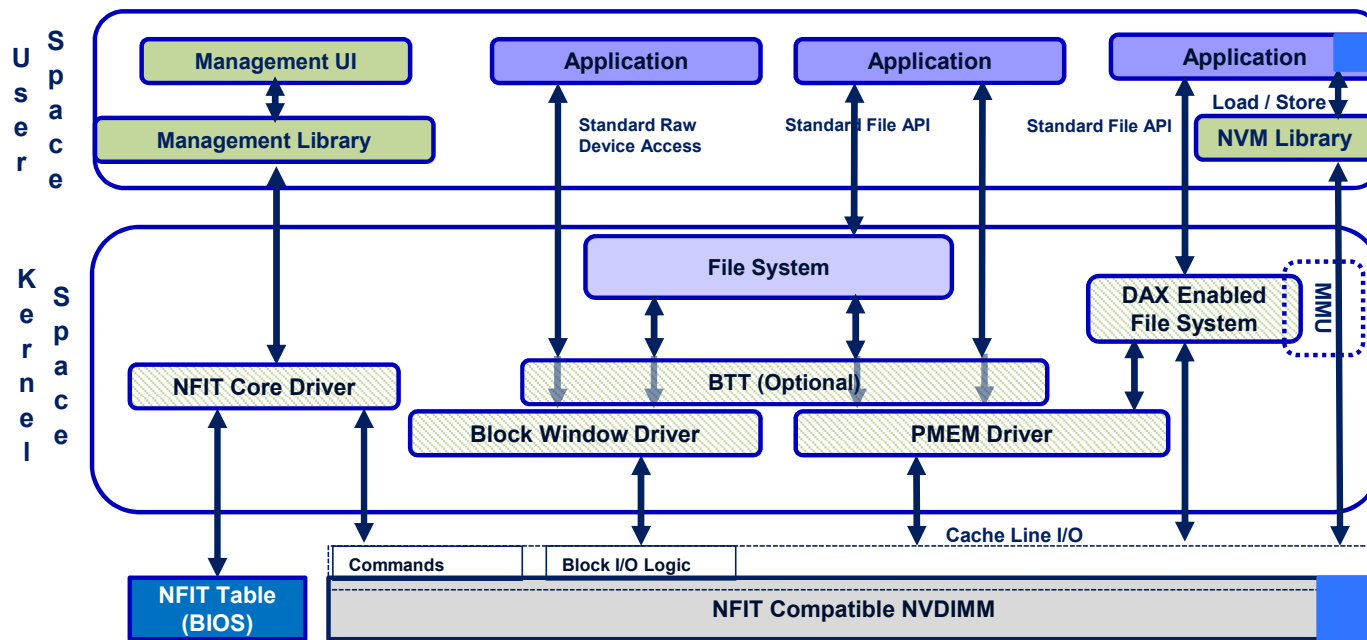 User
Space
Management UI
Application
Application
Application
Load / Store
Standard Raw
Device Access
Standard File API
Standard File API
Management Library
NVM Library
Kernel
Space
File System
DAX Enabled
File System
MMU
NFIT Core Driver
BTT (Optional)
Block Window Driver
PMEM Driver
Cache Line I/O
Commands
Block I/O Logic
NFIT Table
(BIOS)
NFIT Compatible NVDIMM